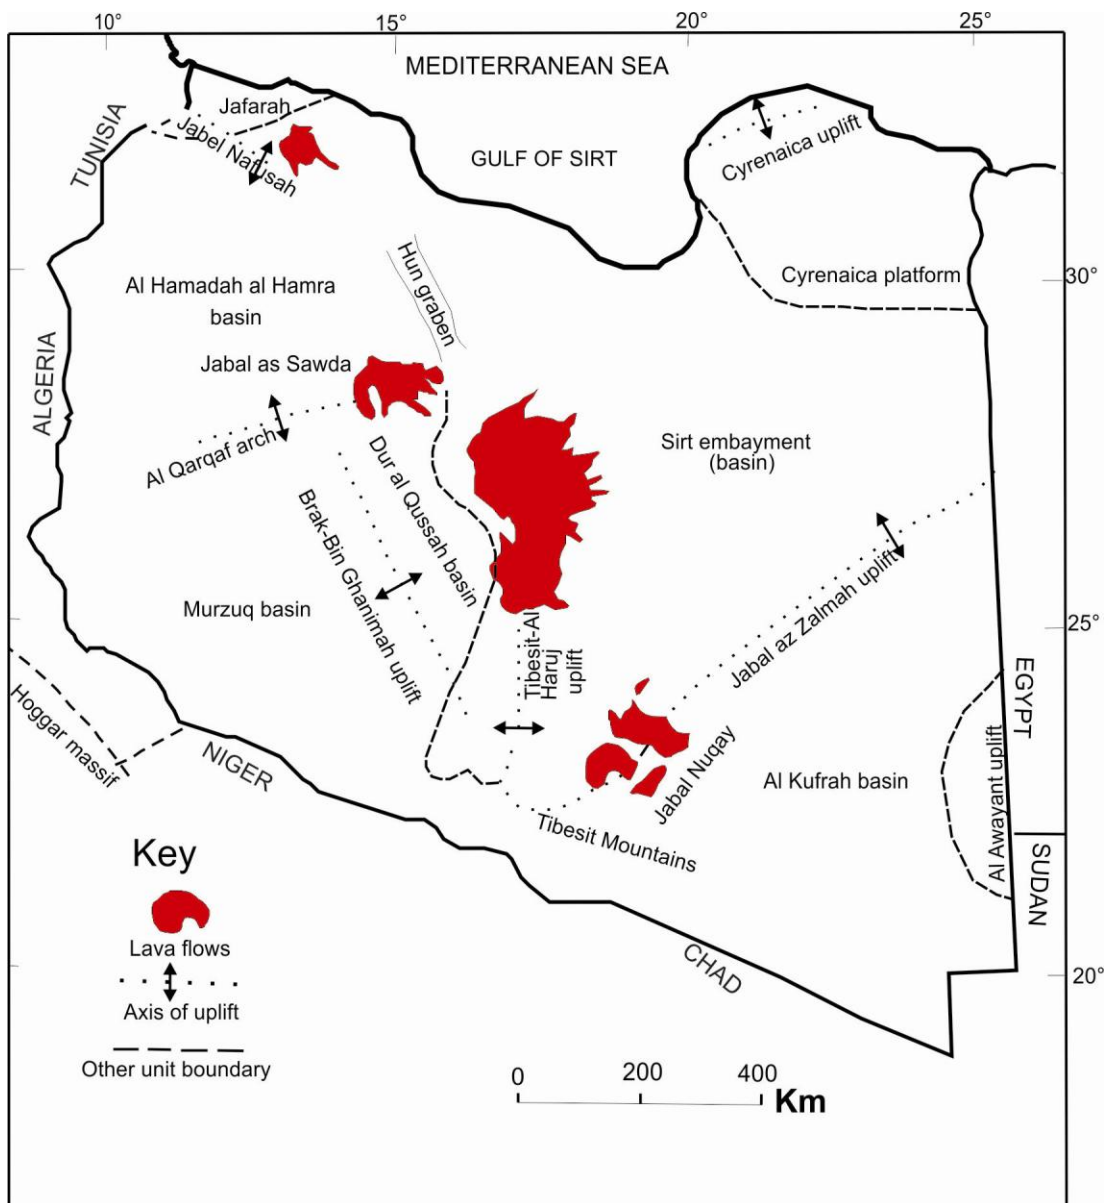 10°
15°
20°
25°
MEDITERRANEAN SEA
Jafarah
TUNISIA
Jabel Nafusah
GULF OF SIRT
Cyrenaica uplift
Cyrenaica platform
30°
Hun graben
Al Hamadah al Hamra
basin
ALGERIA
Jabal as Sawda
Al Qarqaf arch
Sirt embayment
(basin)
Dur al Qussah basin
Brak-Bin Ghanimah uplift
Murzuq basin
Tibesit-Al
Haruj
uplift
Jabal az Zalmah uplift
25°
EGYPT
Hoggar massif
NIGER
Jabal Nuqay
Al Kufrah basin
Al Awayant uplift
Tibesit Mountains
SUDAN
CHAD
20°
Key
Lava flows
Axis of uplift
Other unit boundary
0
200
400
Km